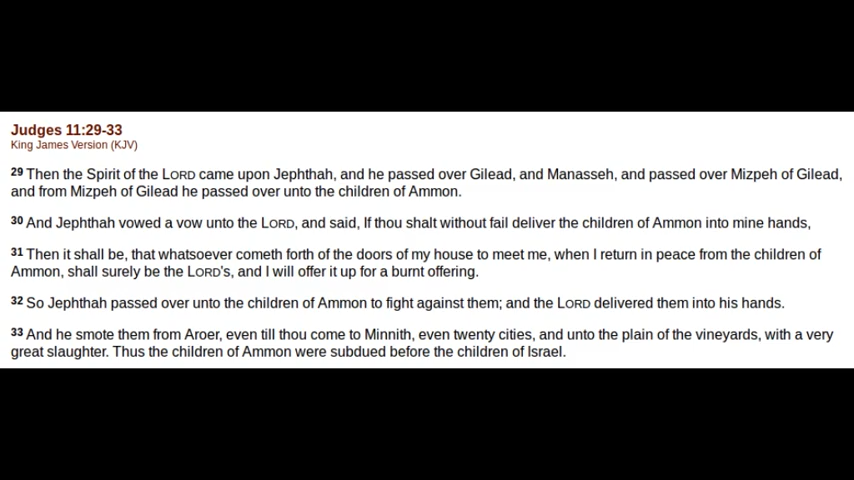 Judges 11:29-33
King James Version (KJV)
29 Then the Spirit of the LORD came upon Jephthah, and he passed over Gilead, and Manasseh, and passed over Mizpeh of Gilead,
and from Mizpeh of Gilead he passed over unto the children of Ammon.
30 And Jephthah vowed a vow unto the LORD, and said, If thou shalt without fail deliver the children of Ammon into mine hands,
31 Then it shall be, that whatsoever cometh forth of the doors of my house to meet me, when I return in peace from the children of
Ammon, shall surely be the LORD's, and I will offer it up for a burnt offering.
32 So Jephthah passed over unto the children of Ammon to fight against them; and the LORD delivered them into his hands.
33 And he smote them from Aroer, even till thou come to Minnith, even twenty cities, and unto the plain of the vineyards, with a very
great slaughter. Thus the children of Ammon were subdued before the children of Israel.